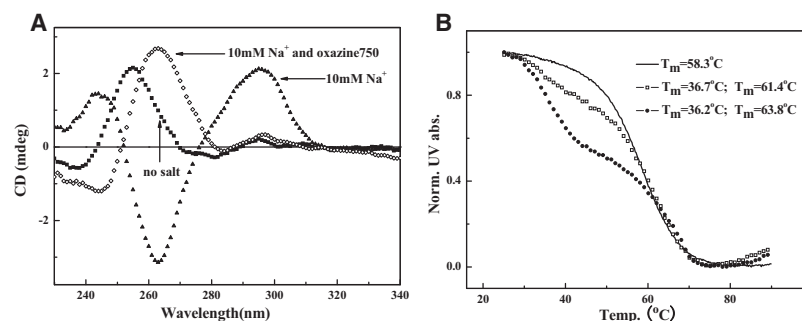 A
10mM Na⁺ and oxazine750
10mM Na⁺
no salt
CD (mdeg)
2
0
-2
240 260 280 300 320 340
Wavelength(nm)
B
Tm=58.3°C
Tm=36.7°C; Tm=61.4°C
Tm=36.2°C; Tm=63.8°C
Norm. UV abs.
0.8
0.4
0.0
20 40 60 80
Temp. (°C)